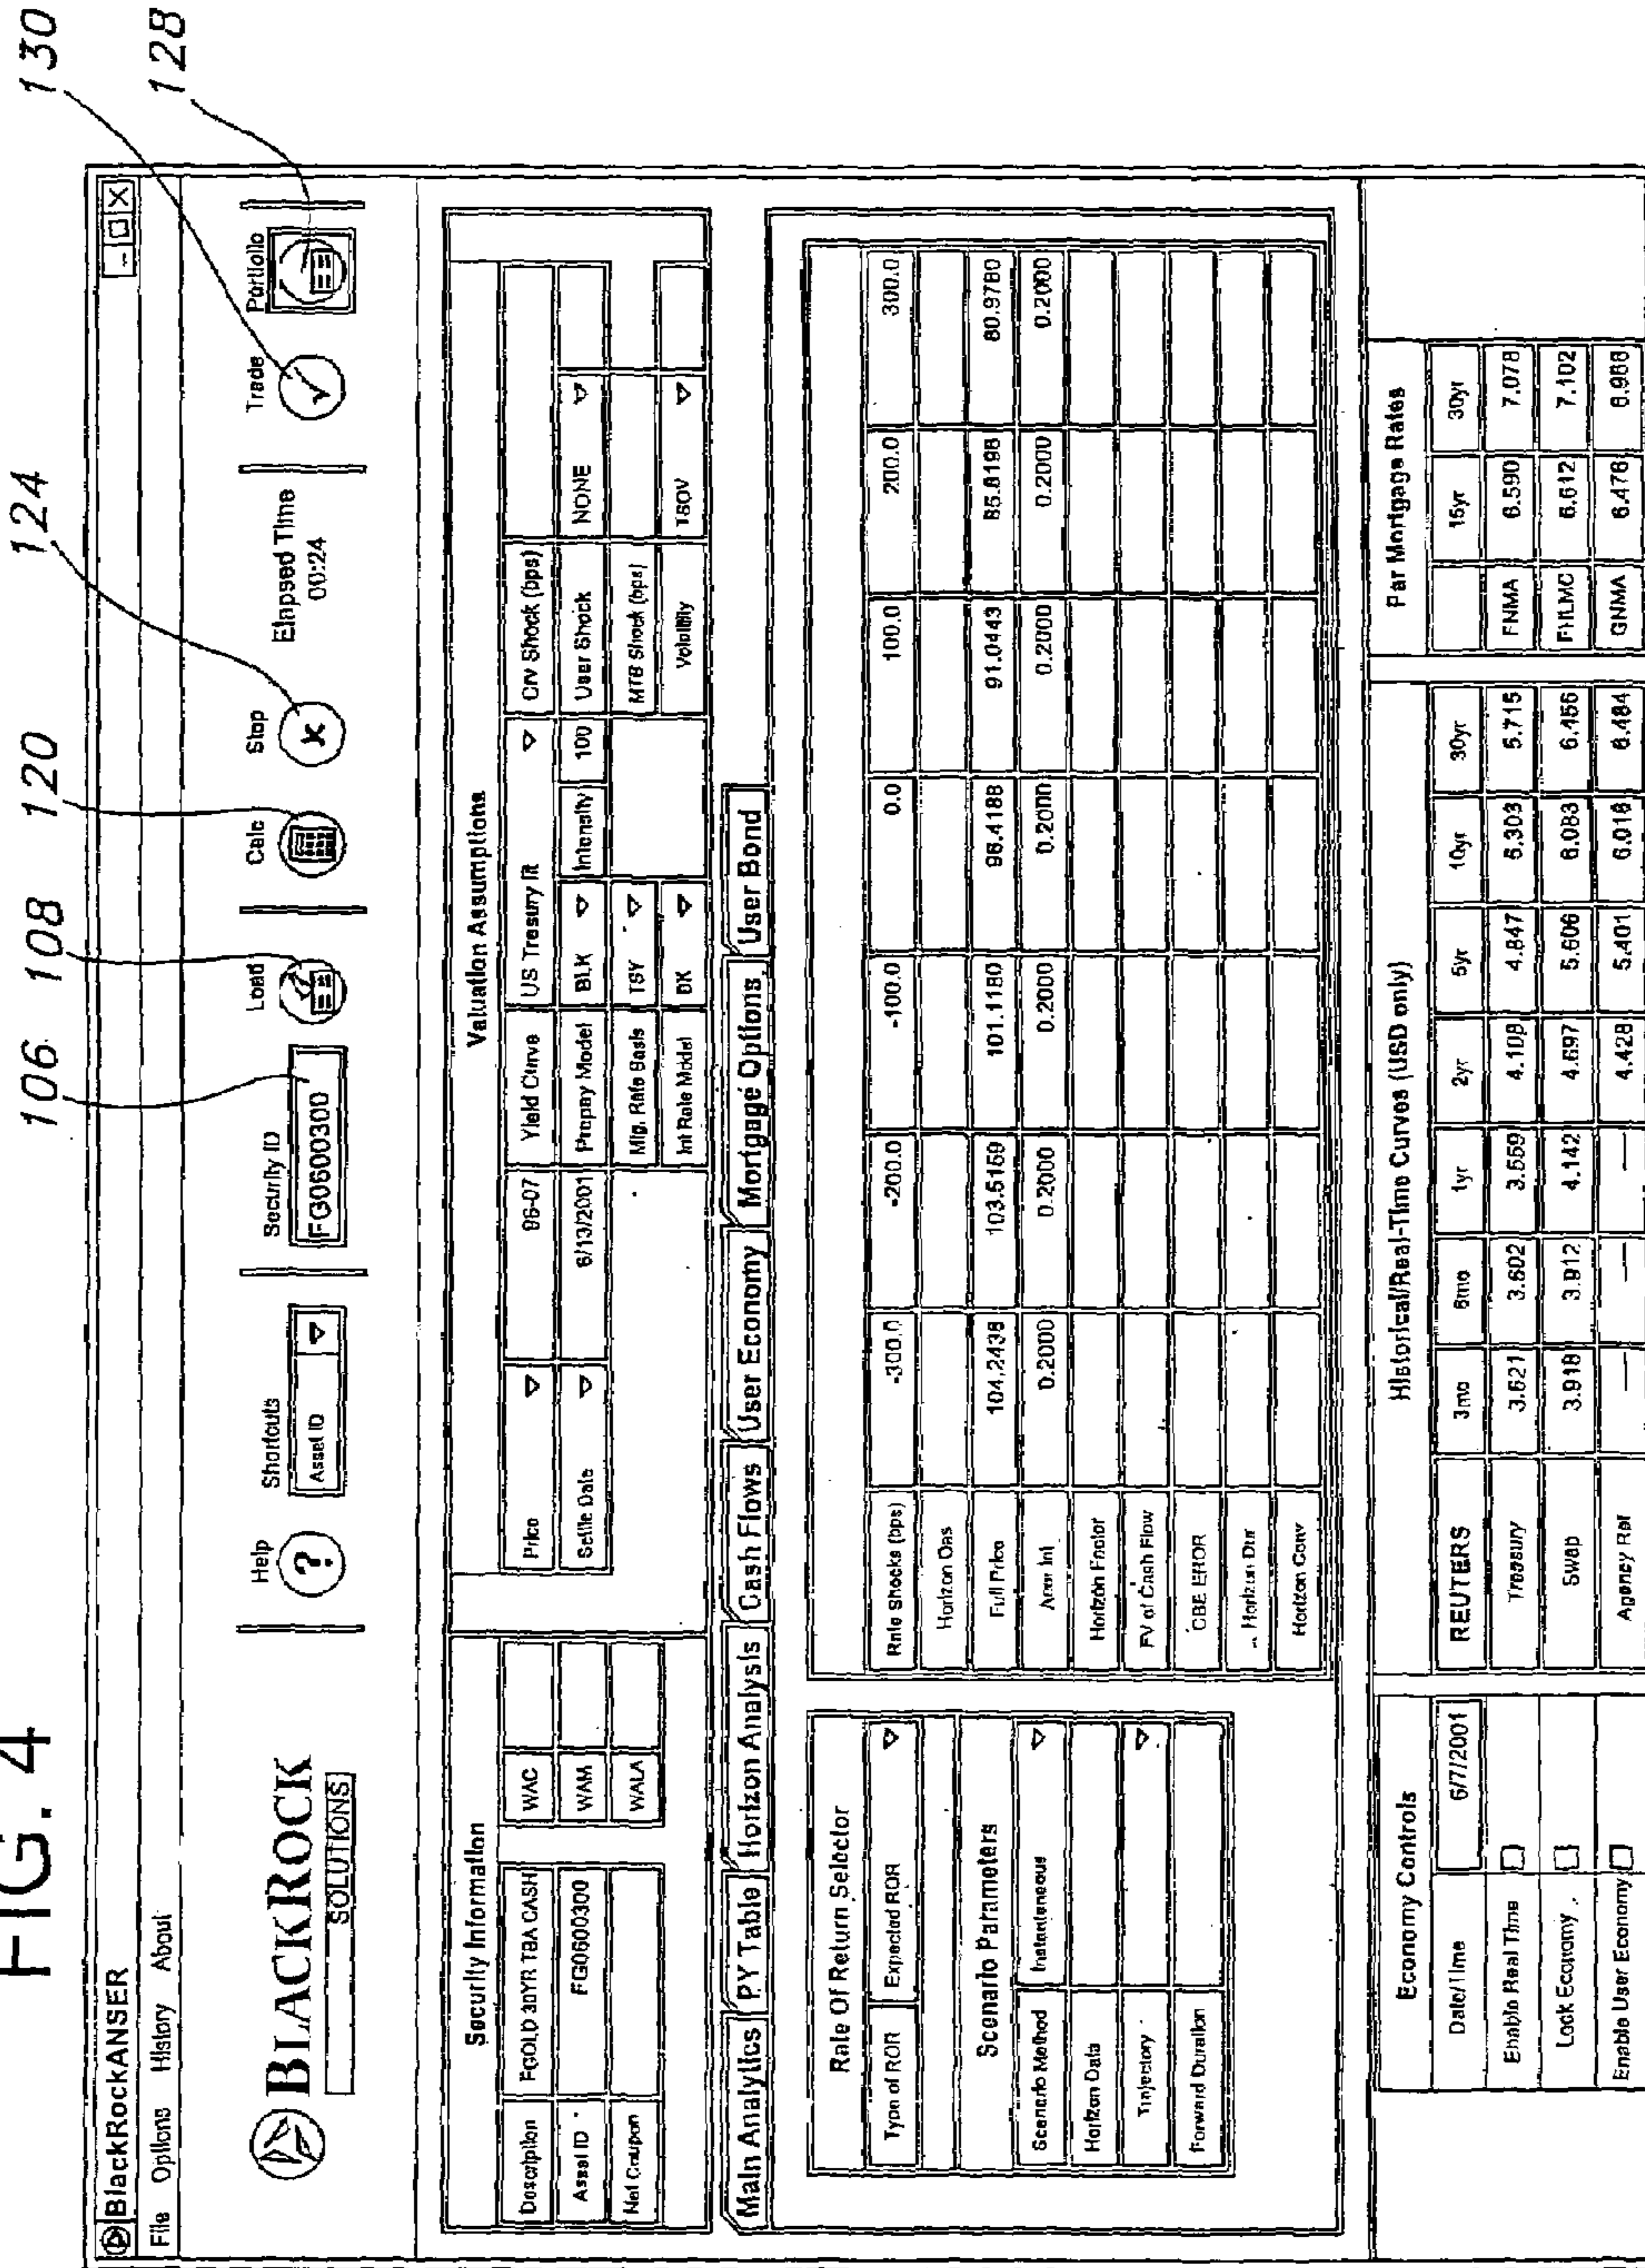 FIG. 4
106 108 120 124 130
128
BlackRockANSER
File Options History About
BLACKROCK
SOLUTIONS
Help
?
Shortcuts
Asset ID
Security ID
FG0600300
Load
Calc
Stop
Elapsed Time
00:24
Trade
Portfolio
Security Information
Description FGOLD 30YR TBA CASH WAC
Asset ID FG0600300 WAM
Net Coupon WALA
Valuation Assumptions
Price 96-07 Yield Curve US Tresury IR Crv Shock (bps)
Settle Date 6/13/2001 Prepay Model BLK Intensity 100 User Shock NONE
Mtg. Rate Basis TSY MTB Shock (bps)
Int Rate Model BK Volatility TSOV
Main Analytics P.Y Table Horizon Analysis Cash Flows User Economy Mortgage Options User Bond
Rate Of Return Selector
Type of ROR Expected ROR
Scenario Parameters
Scenario Method Instantaneous
Horizon Data
Trajectory
Forward Duration
Rate Shocks (bps) -300.0 -200.0 -100.0 0.0 100.0 200.0 300.0
Horizon Oas
Full Price 104.2438 103.5159 101.1180 96.4188 91.0443 85.8198 80.9780
Accr Int 0.2000 0.2000 0.2000 0.2000 0.2000 0.2000 0.2000
Horizon Factor
FV of Cash Flow
CBE ERROR
Horizon Dur
Horizon Conv
Economy Controls
Date/Time 6/7/2001
Enable Real Time
Lock Economy
Enable User Economy
Historical/Real-Time Curves (USD only)
REUTERS 3mo 6mo 1yr 2yr 5yr 10yr 30yr
Treasury 3.621 3.602 3.559 4.108 4.847 5.303 5.715
Swap 3.918 3.912 4.142 4.697 5.606 6.083 6.456
Agency Ref — — — 4.428 5.401 6.018 6.484
Par Mortgage Rates
15yr 30yr
FNMA 6.590 7.078
FHLMC 6.612 7.102
GNMA 6.476 6.988